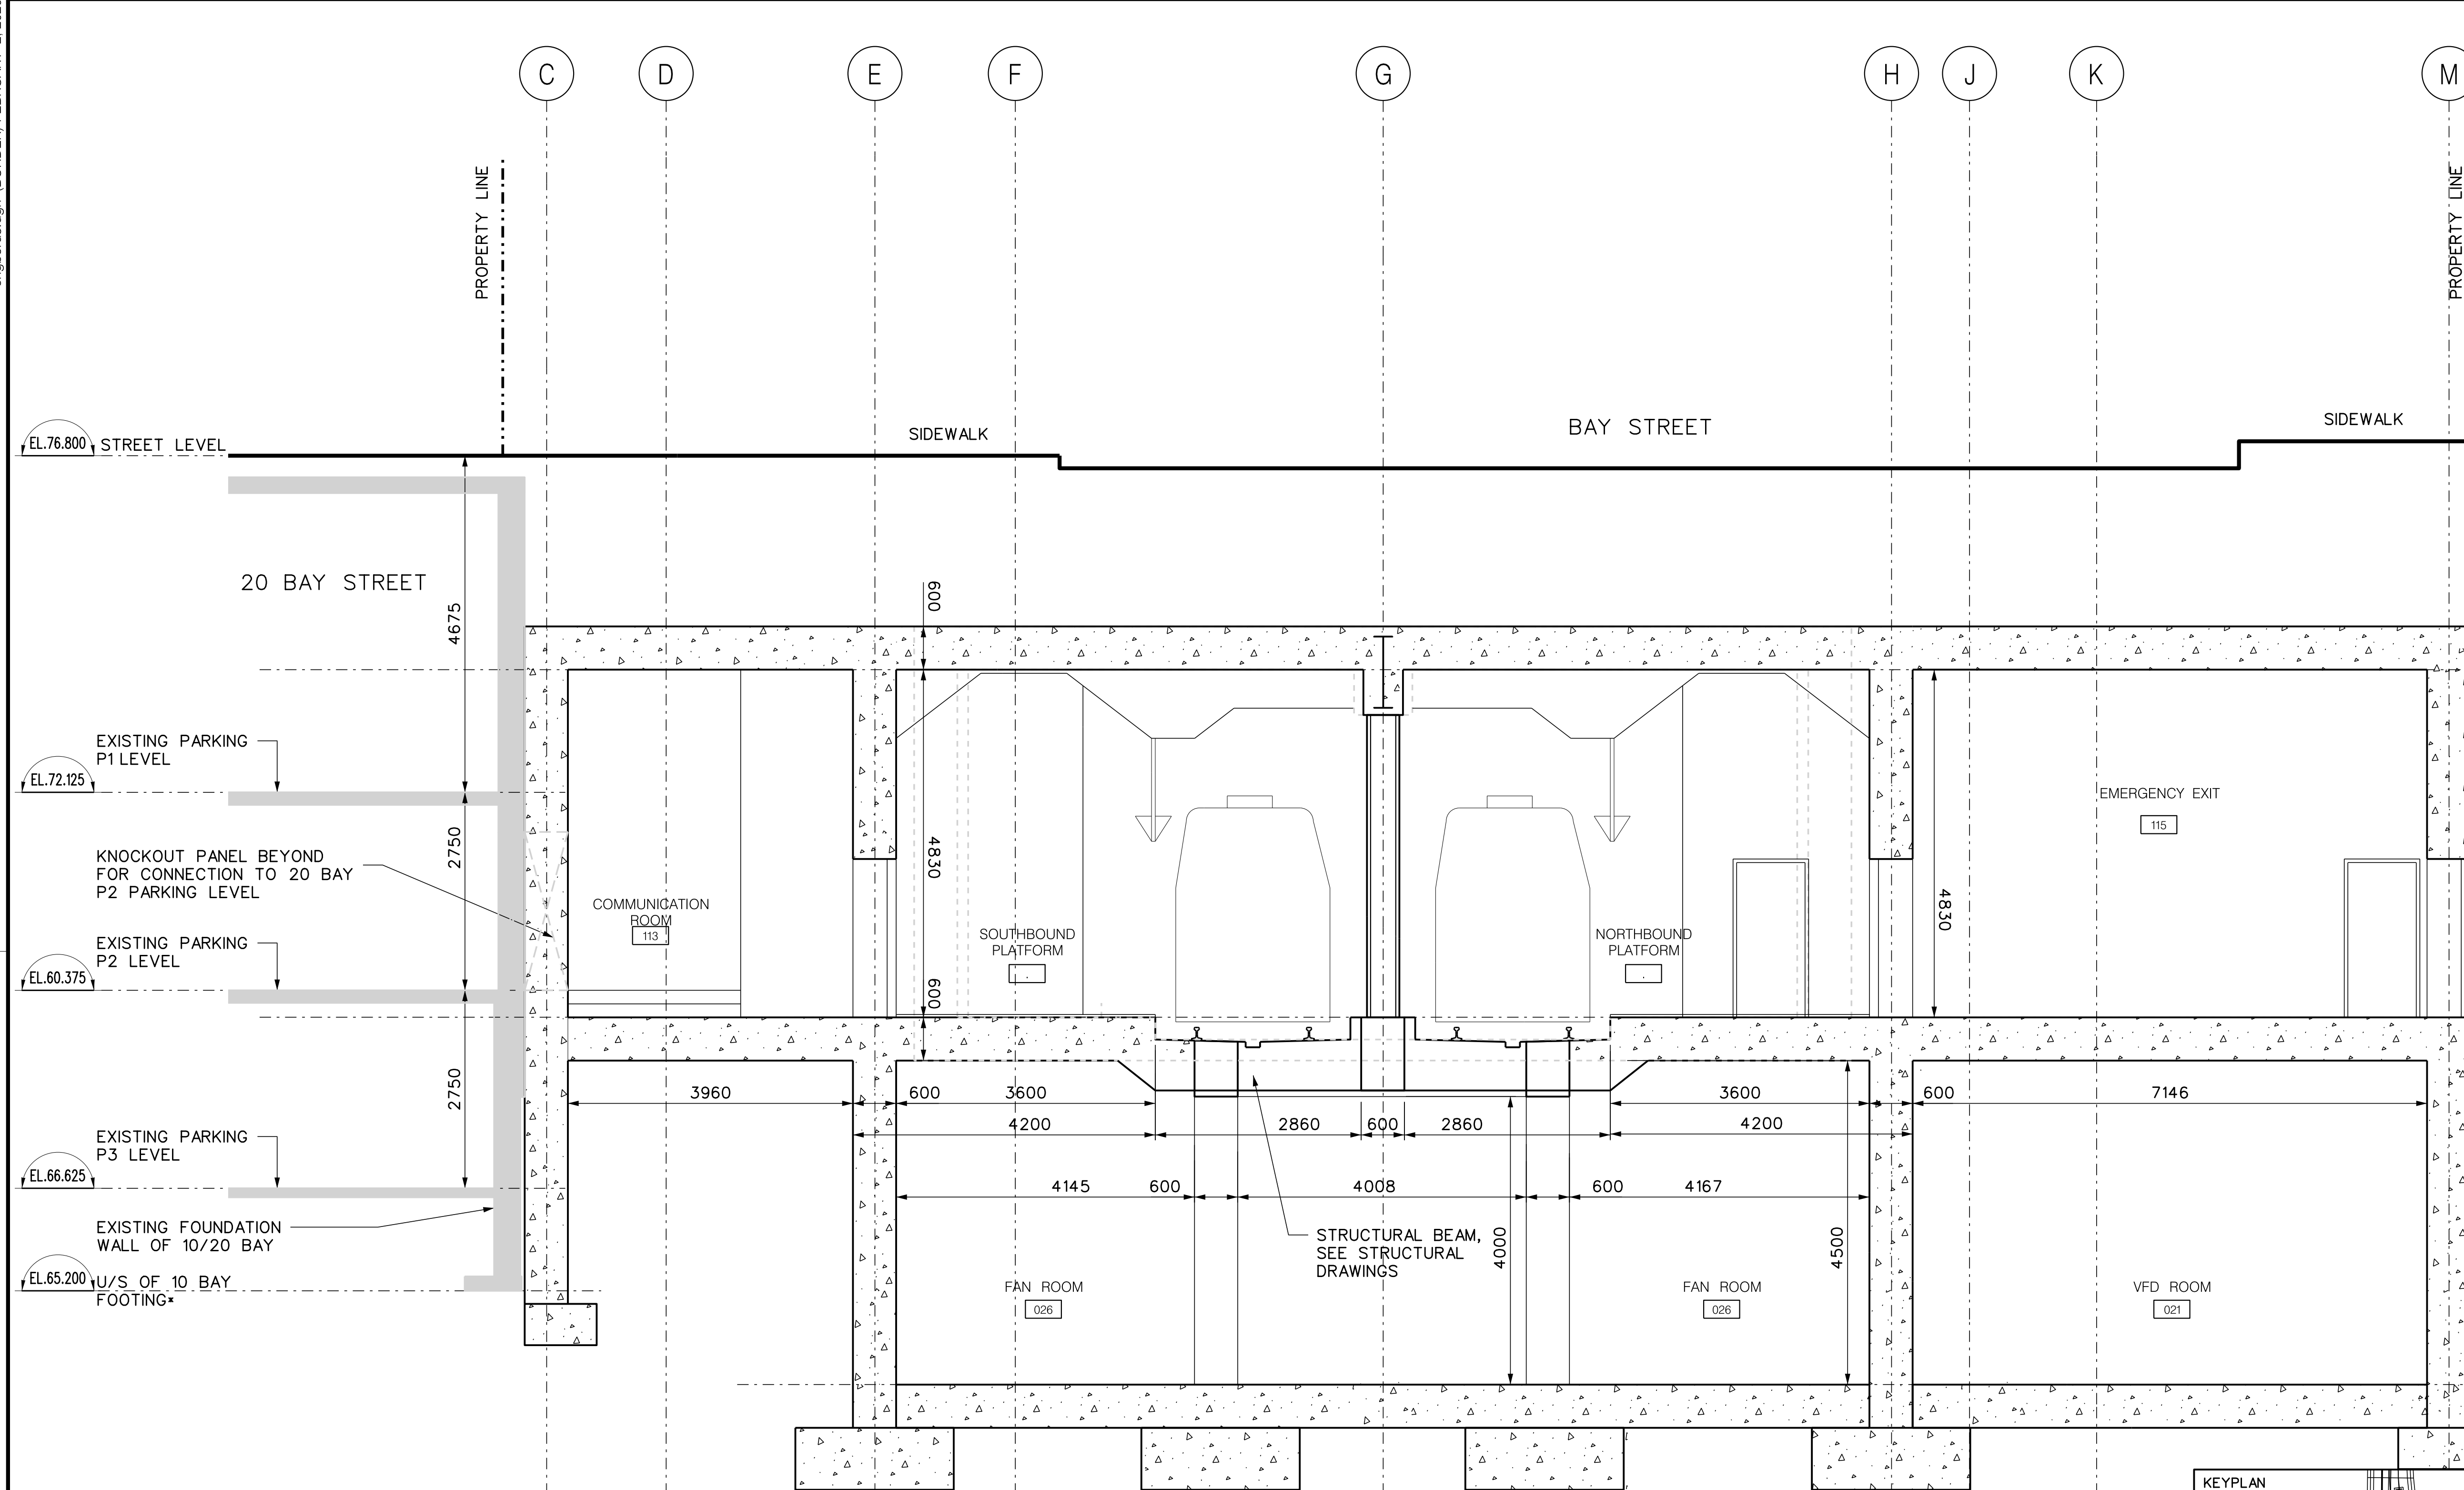 C
D
E
F
G
H
J
K
M
PROPERTY LINE
PROPERTY LINE
EL.76.800
STREET LEVEL
SIDEWALK
BAY STREET
SIDEWALK
20 BAY STREET
4675
600
EXISTING PARKING
P1 LEVEL
EL.72.125
2750
4830
EMERGENCY EXIT
115
KNOCKOUT PANEL BEYOND
FOR CONNECTION TO 20 BAY
P2 PARKING LEVEL
COMMUNICATION
ROOM
113
4830
EXISTING PARKING
P2 LEVEL
SOUTHBOUND
PLATFORM
.
NORTHBOUND
PLATFORM
.
EL.60.375
600
2750
3960
600
3600
3600
600
7146
4200
2860
600
2860
4200
EXISTING PARKING
P3 LEVEL
EL.66.625
4145
600
4008
600
4167
EXISTING FOUNDATION
WALL OF 10/20 BAY
STRUCTURAL BEAM,
SEE STRUCTURAL
DRAWINGS
4000
4500
EL.65.200
U/S OF 10 BAY
FOOTING*
FAN ROOM
026
FAN ROOM
026
VFD ROOM
021
KEYPLAN